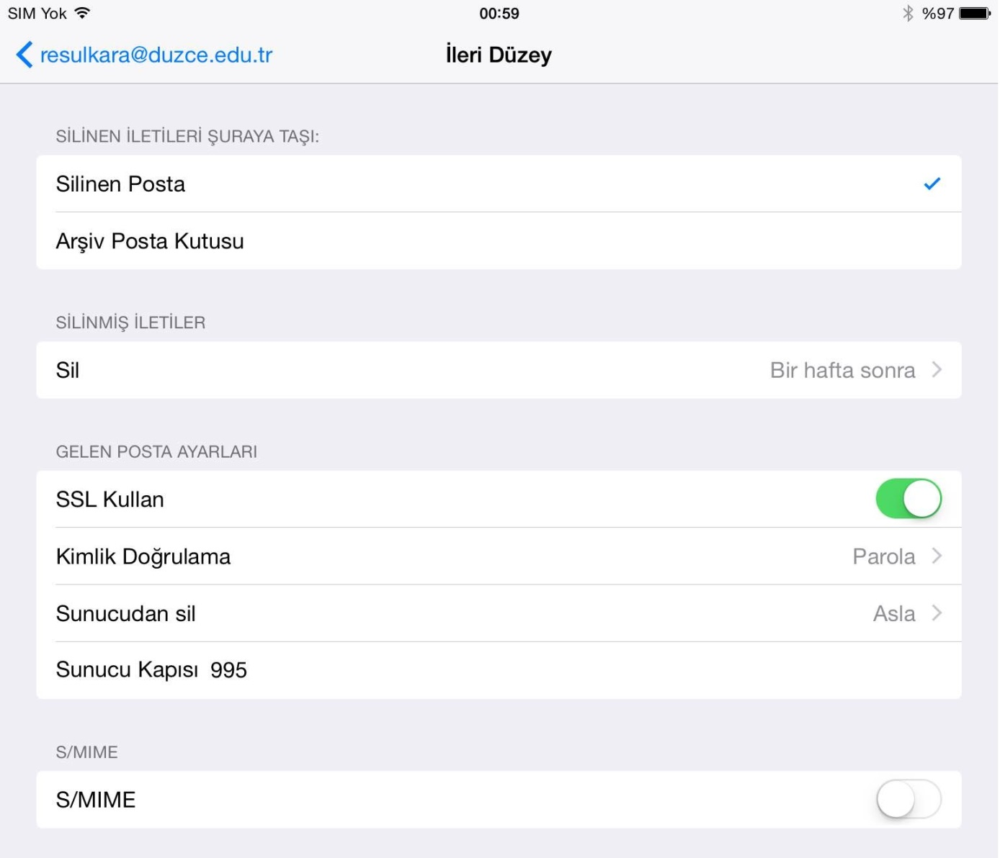 SIM Yok
00:59
%97
resulkara@duzce.edu.tr
İleri Düzey
SİLİNEN İLETİLERİ ŞURAYA TAŞI:
Silinen Posta
Arşiv Posta Kutusu
SİLİNMİŞ İLETİLER
Sil Bir hafta sonra
GELEN POSTA AYARLARI
SSL Kullan
Kimlik Doğrulama Parola
Sunucudan sil Asla
Sunucu Kapısı 995
S/MIME
S/MIME